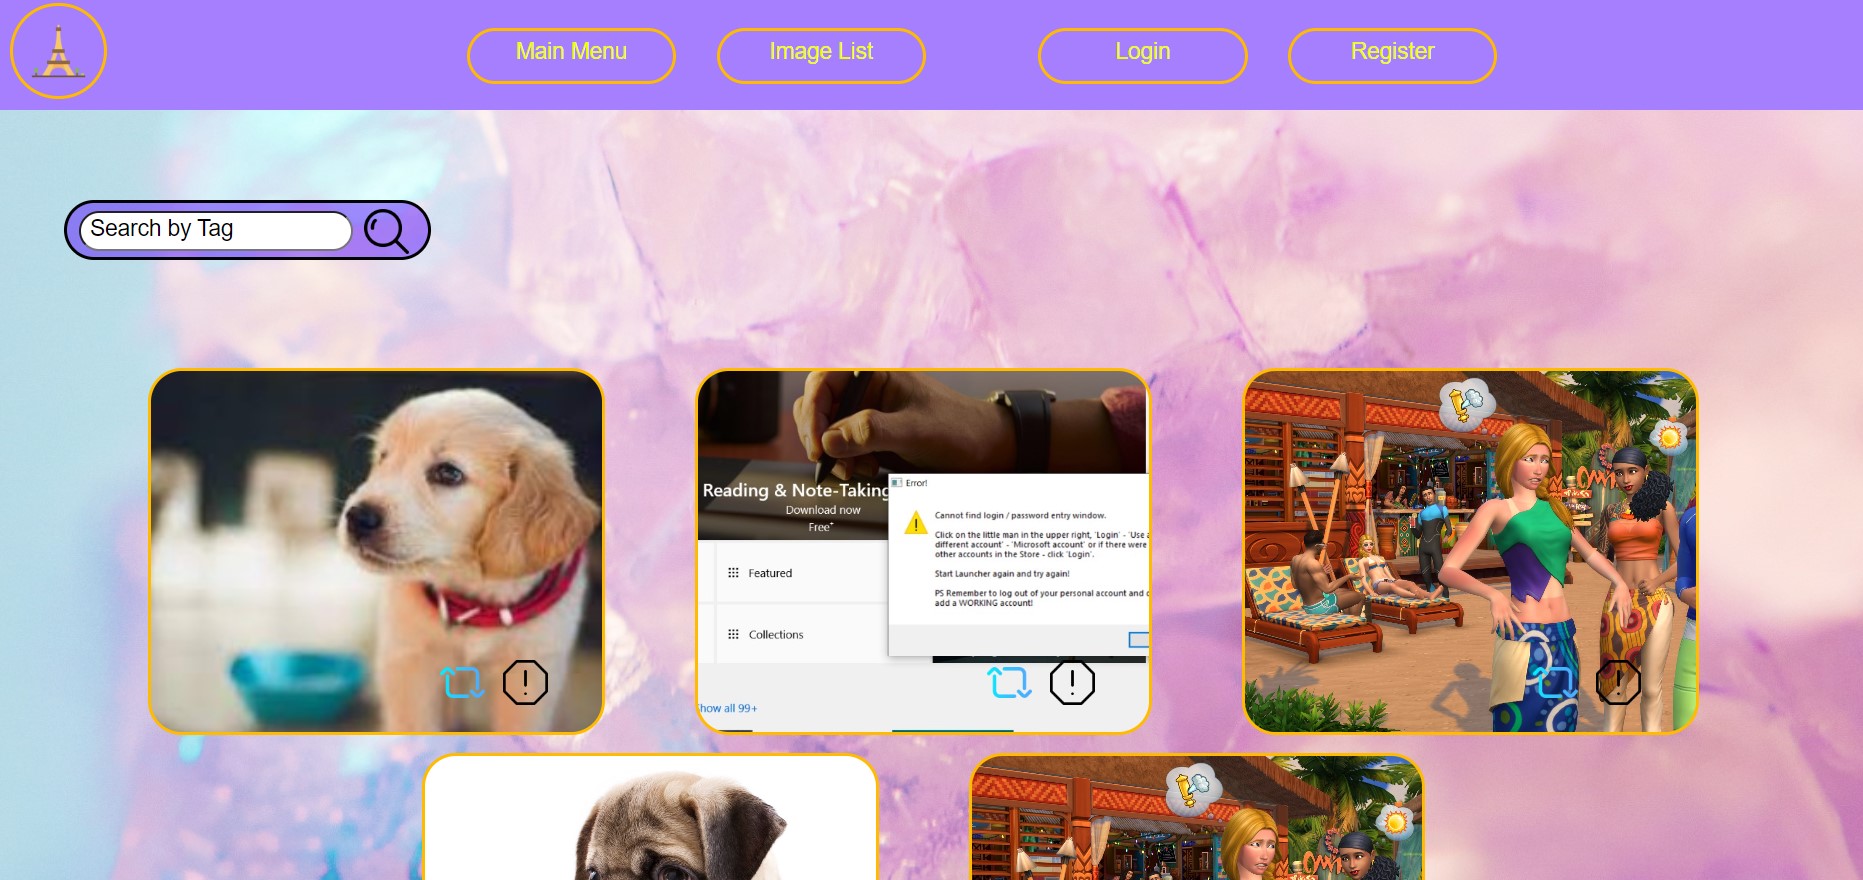 Main Menu
Image List
Login
Register
Search by Tag
Reading & Note-Taking
Download now
Free+
Featured
Collections
how all 99+
Error!
Cannot find login / password entry window.
Click on the little man in the upper right, 'Login' - 'Use a
different account' - 'Microsoft account' or if there were
other accounts in the Store - click 'Login'.
Start Launcher again and try again!
PS Remember to log out of your personal account and
add a WORKING account!